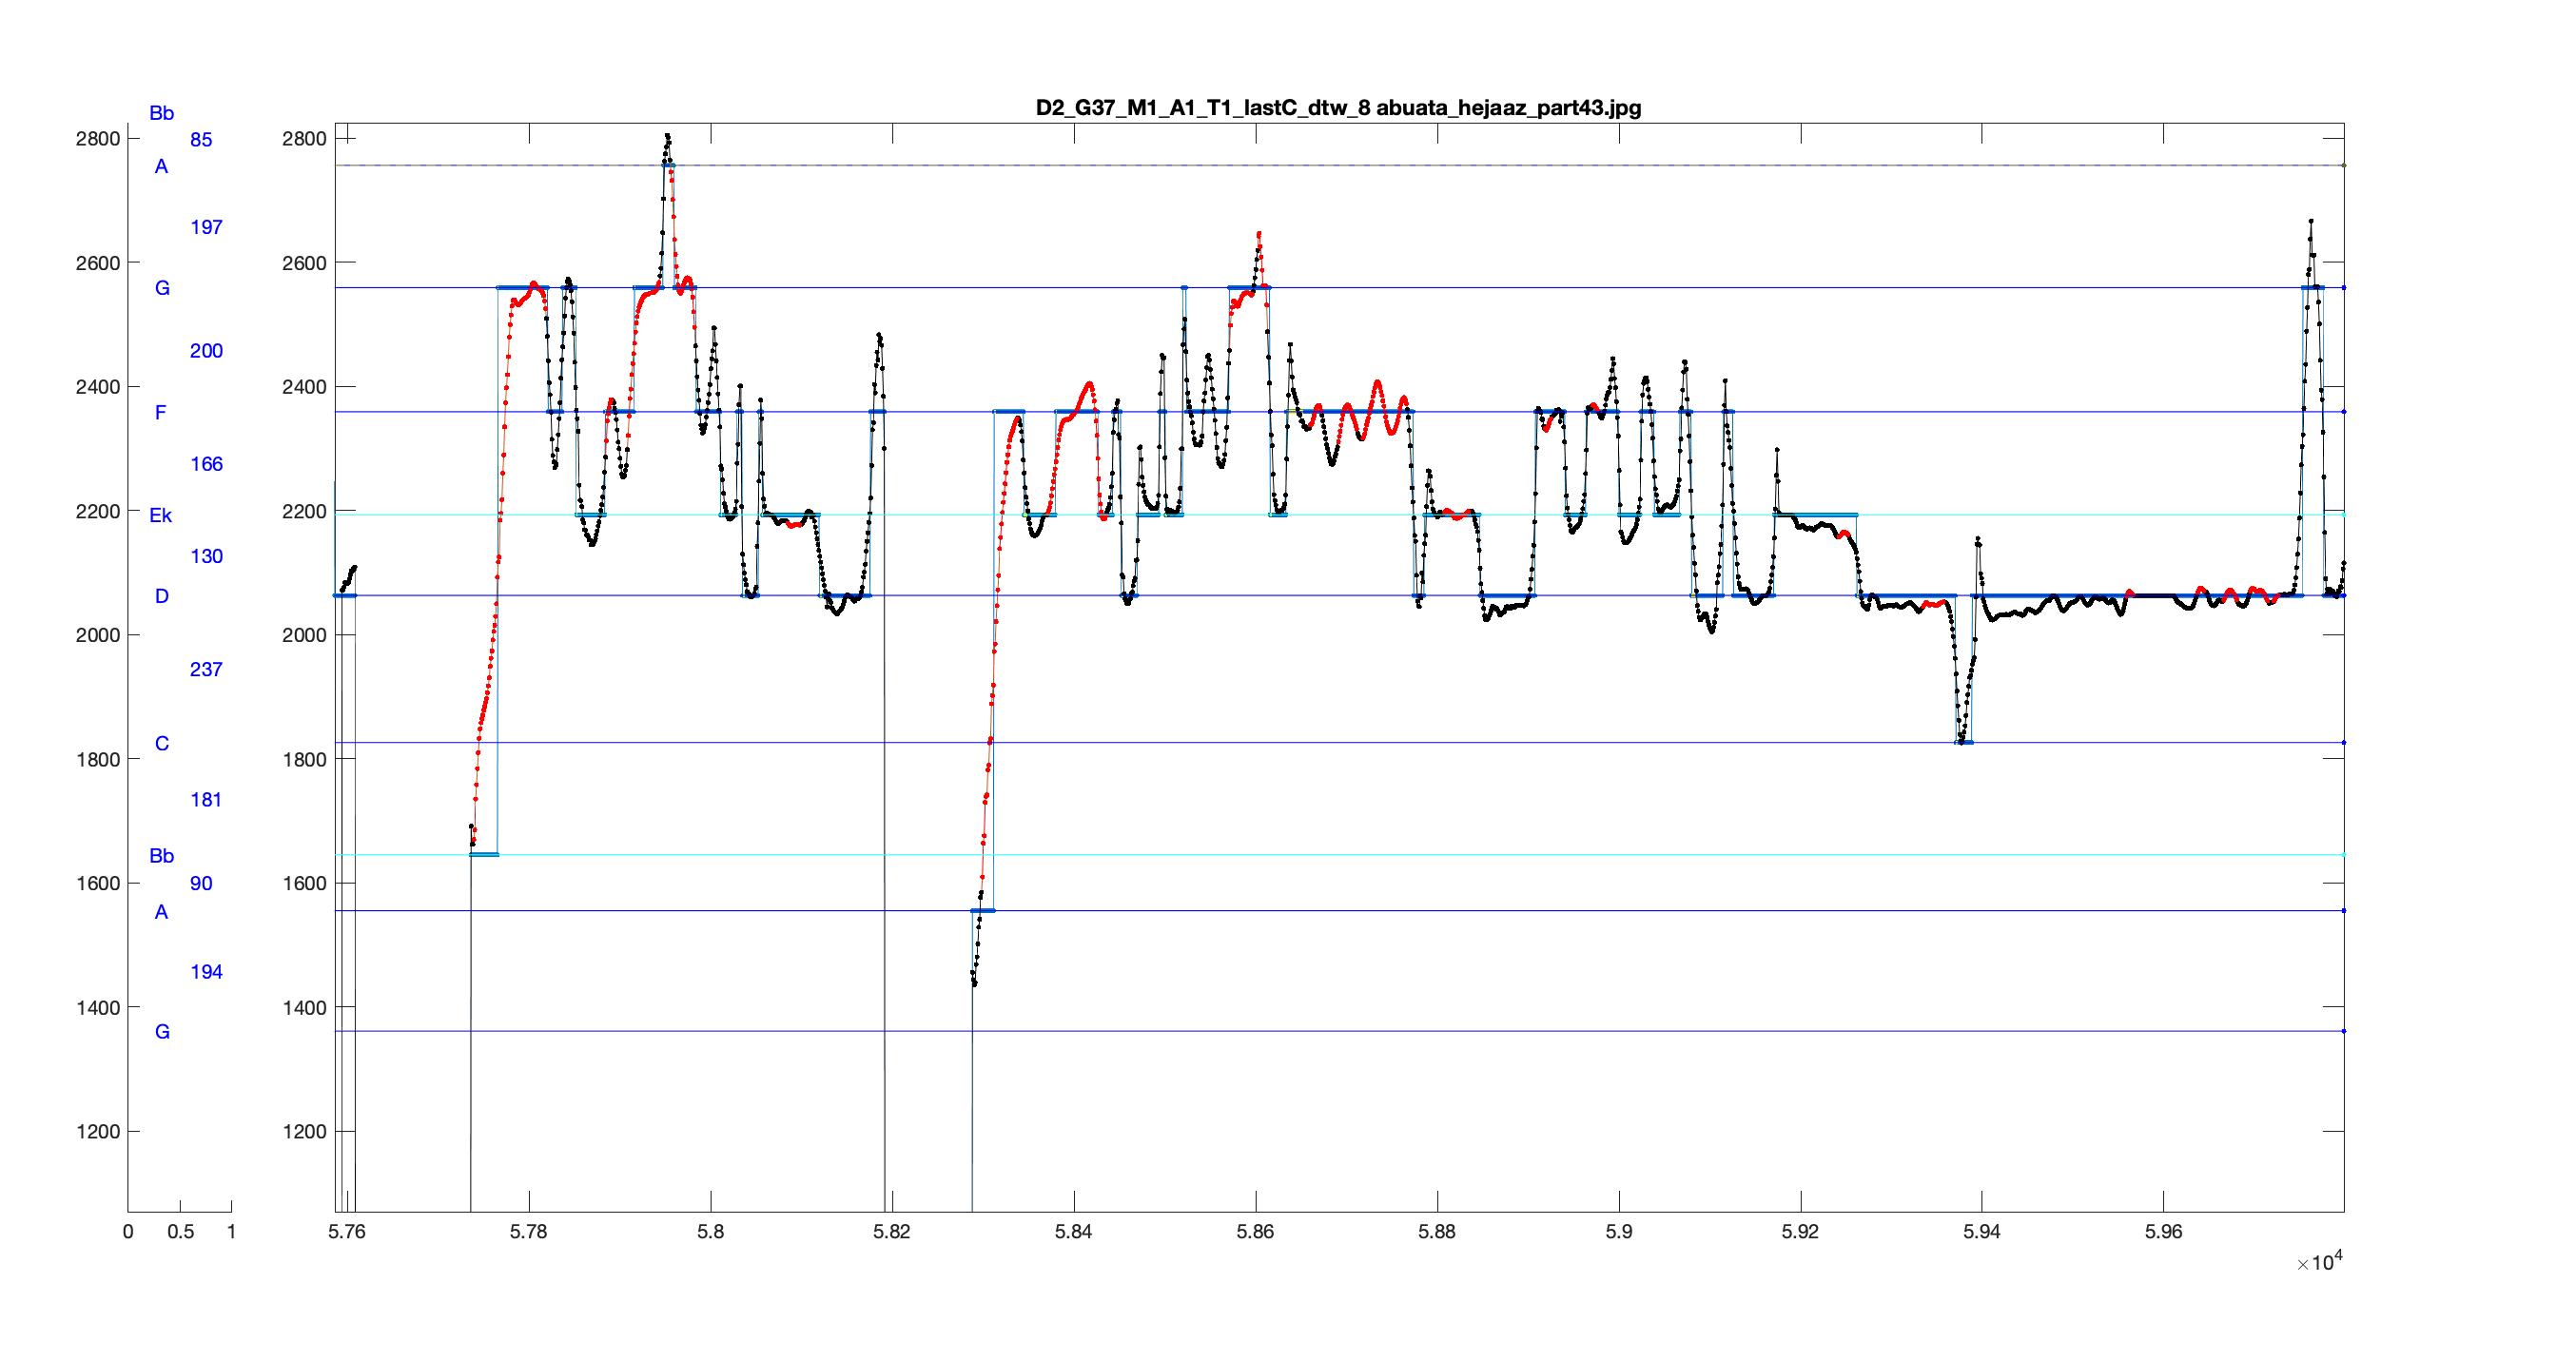 D2_G37_M1_A1_T1_lastC_dtw_8 abuata_hejaaz_part43.jpg
Bb
2800 85 2800
A
197
2600 2600
G
200
2400 2400
F
166
2200 Ek 2200
130
D
2000 2000
237
C
1800 1800
181
Bb
1600 90 1600
A
194
1400 1400
G
1200 1200
0 0.5 1 5.76 5.78 5.8 5.82 5.84 5.86 5.88 5.9 5.92 5.94 5.96
×10^4